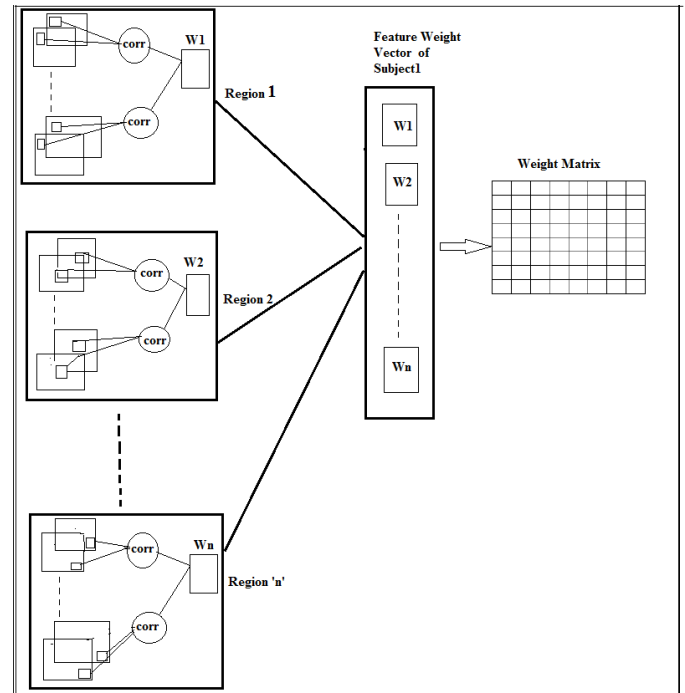 corr
W1
corr
Region 1
W2
corr
corr
Region 2
Wn
corr
corr
Region 'n'
Feature Weight
Vector of
Subject1
W1
W2
Wn
Weight Matrix